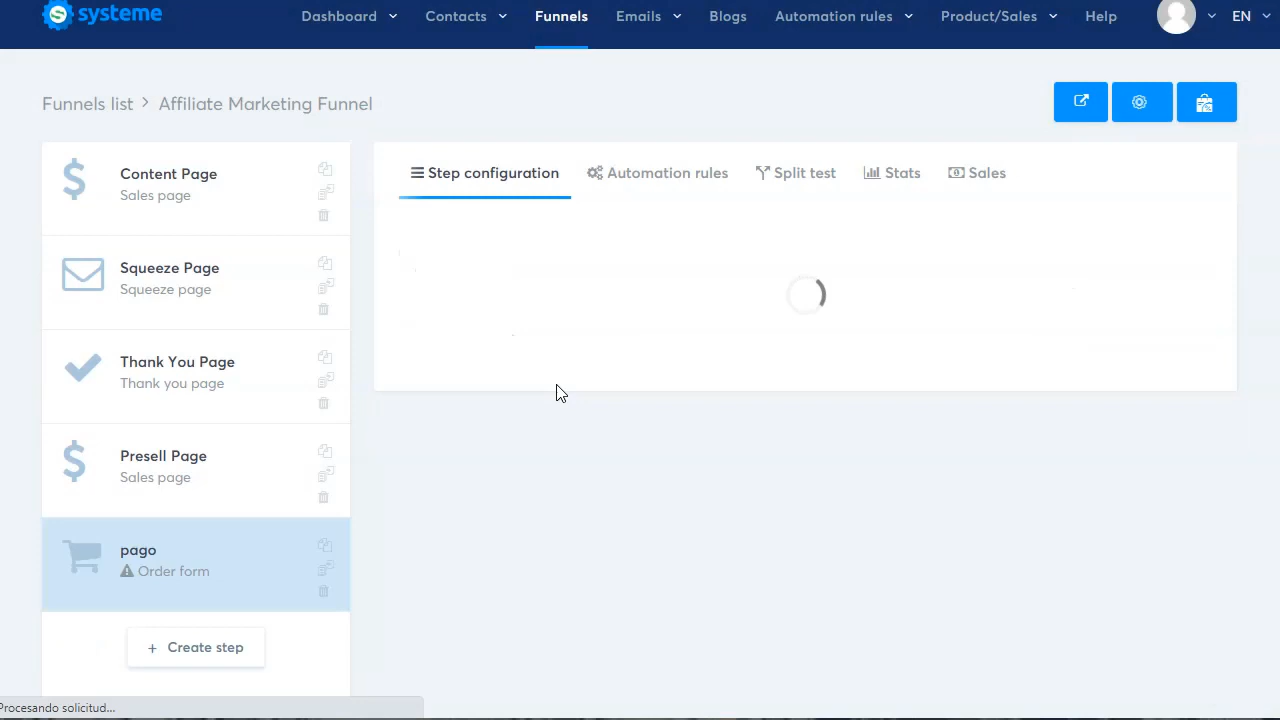 systeme
Dashboard
Contacts
Funnels
Emails
Blogs
Automation rules
Product/Sales
Help
EN
Funnels list > Affiliate Marketing Funnel
Content Page
Sales page
Squeeze Page
Squeeze page
Thank You Page
Thank you page
Presell Page
Sales page
pago
Order form
+ Create step
Step configuration
Automation rules
Split test
Stats
Sales
Procesando solicitud...